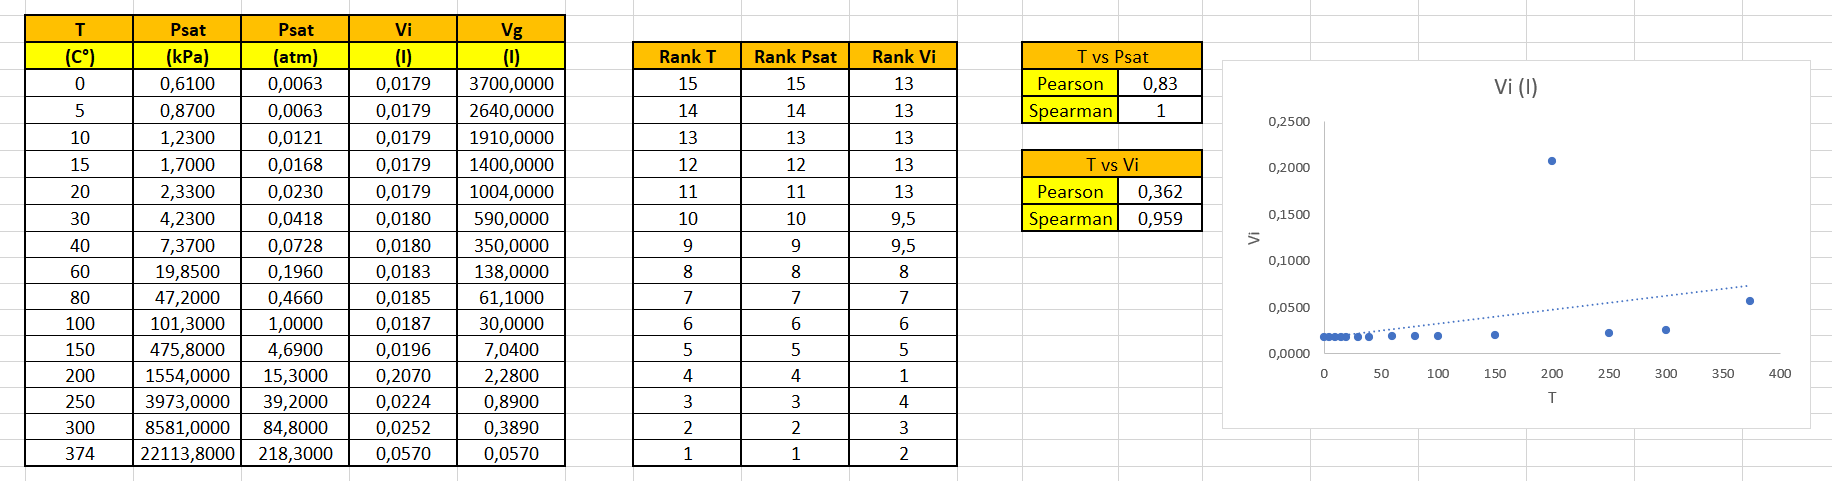 T Psat Psat Vi Vg
(C°) (kPa) (atm) (l) (l)
0 0,6100 0,0063 0,0179 3700,0000
5 0,8700 0,0063 0,0179 2640,0000
10 1,2300 0,0121 0,0179 1910,0000
15 1,7000 0,0168 0,0179 1400,0000
20 2,3300 0,0230 0,0179 1004,0000
30 4,2300 0,0418 0,0180 590,0000
40 7,3700 0,0728 0,0180 350,0000
60 19,8500 0,1960 0,0183 138,0000
80 47,2000 0,4660 0,0185 61,1000
100 101,3000 1,0000 0,0187 30,0000
150 475,8000 4,6900 0,0196 7,0400
200 1554,0000 15,3000 0,2070 2,2800
250 3973,0000 39,2000 0,0224 0,8900
300 8581,0000 84,8000 0,0252 0,3890
374 22113,8000 218,3000 0,0570 0,0570
Rank T Rank Psat Rank Vi
15 15 13
14 14 13
13 13 13
12 12 13
11 11 13
10 10 9,5
9 9 9,5
8 8 8
7 7 7
6 6 6
5 5 5
4 4 1
3 3 4
2 2 3
1 1 2
T vs Psat
Pearson 0,83
Spearman 1
T vs Vi
Pearson 0,362
Spearman 0,959
Vi (l)
0,2500
0,2000
0,1500
0,1000
0,0500
0,0000
Vi
0 50 100 150 200 250 300 350 400
T